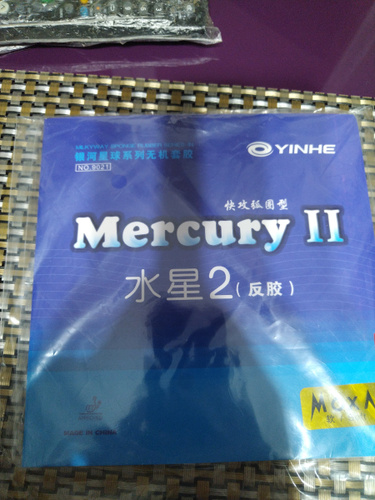 银河星球系列无机套胶
NO.9021
YINHE
快攻弧圈型
Mercury II
水星2(反胶)
MADE IN CHINA